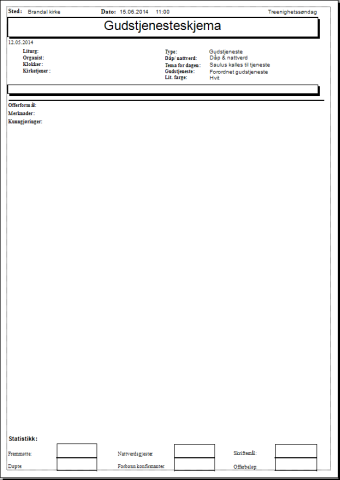 Sted: Brandal kirke Dato: 15.06.2014 11:00 Treenighetssøndag
Gudstjenesteskjema
12.05.2014
Liturg: Type: Gudstjeneste
Organist: Dåp/ nattverd: Dåp & nattverd
Klokker: Tema for dagen: Saulus kalles til tjeneste
Kirketjener: Gudstjeneste: Forordnet gudstjeneste
Lit. farge: Hvit
Offerformål:
Merknader:
Kunngjøringer:
Statistikk:
Fremmøtte: Nattverdsgjester: Skriftemål:
Døpte Forbønn konfirmanter Offerbeløp